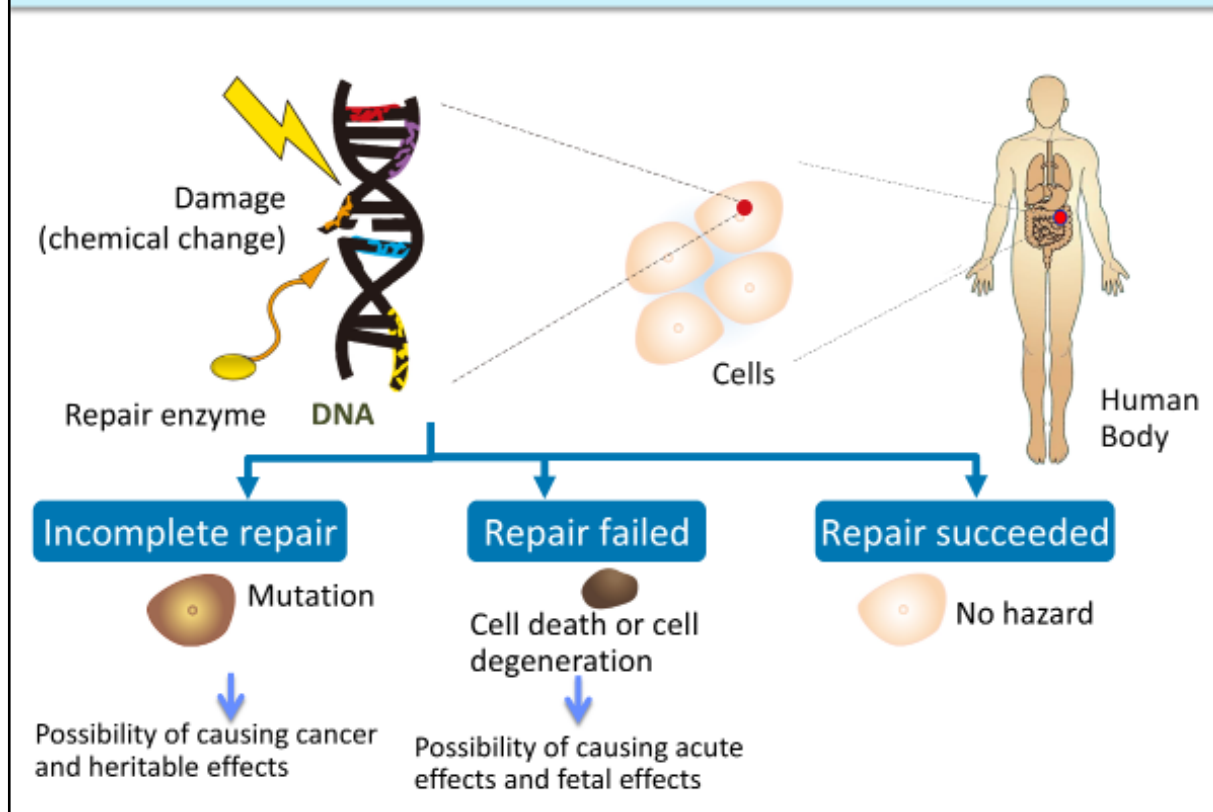 Damage
(chemical change)
Repair enzyme
DNA
Cells
Human
Body
Incomplete repair
Repair failed
Repair succeeded
Mutation
Cell death or cell
degeneration
No hazard
Possibility of causing cancer
and heritable effects
Possibility of causing acute
effects and fetal effects